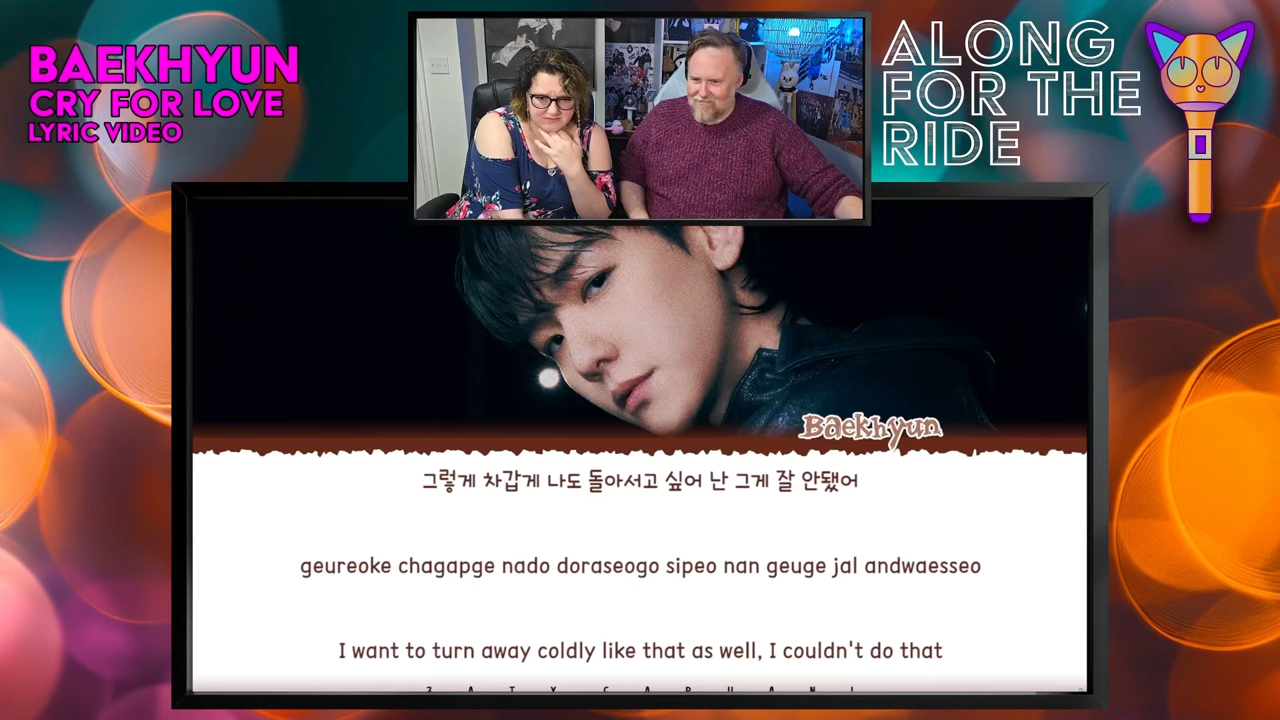 BAEKHYUN
CRY FOR LOVE
LYRIC VIDEO
ALONG
FOR THE
RIDE
Baekhyun
그렇게 차갑게 나도 돌아서고 싶어 난 그게 잘 안됐어
geureoke chagapge nado doraseogo sipeo nan geuge jal andwaesseo
I want to turn away coldly like that as well, I couldn't do that